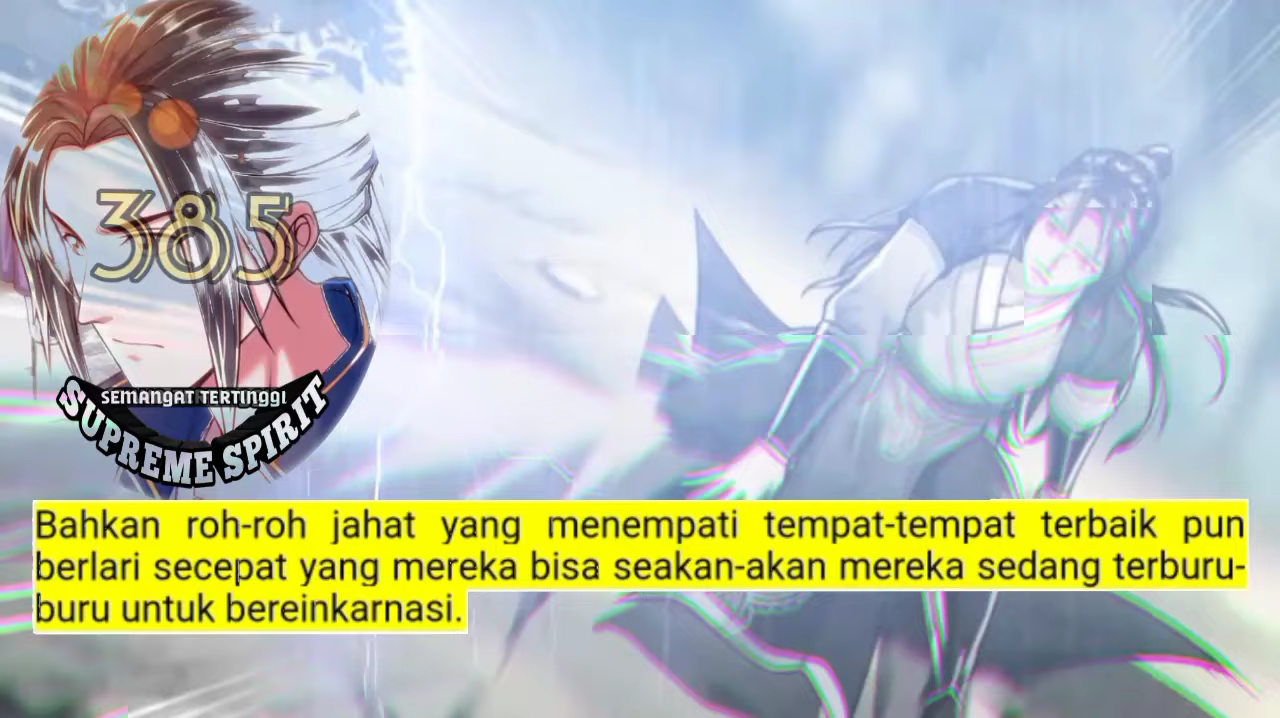 385
SEMANGAT TERTINGGI
SUPREME SPIRIT
Bahkan roh-roh jahat yang menempati tempat-tempat terbaik pun
berlari secepat yang mereka bisa seakan-akan mereka sedang terburu-
buru untuk bereinkarnasi.